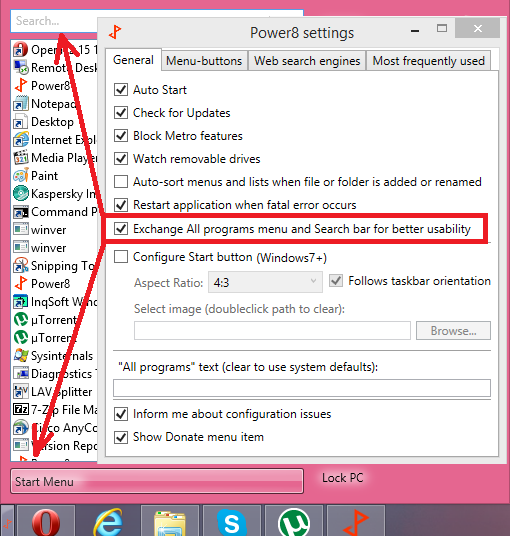 Search...
Power8 settings
General
Menu-buttons
Web search engines
Most frequently used
Auto Start
Check for Updates
Block Metro features
Watch removable drives
Auto-sort menus and lists when file or folder is added or renamed
Restart application when fatal error occurs
Exchange All programs menu and Search bar for better usability
Configure Start button (Windows7+)
Aspect Ratio:
4:3
Follows taskbar orientation
Select image (doubleclick path to clear):
Browse...
"All programs" text (clear to use system defaults):
Inform me about configuration issues
Show Donate menu item
15 1
Remote Desk
Power8
Notepad
Desktop
Internet Expl
Media Player
Paint
Kaspersky In
Command P
winver
winver
Snipping To
Power8
InqSoft Wind
µTorrent
µTorrent
Sysinternals
Diagnostics T
LAV Splitter
7-Zip File Ma
Cisco AnyCo
Version Repo
Power8
Start Menu
Lock PC